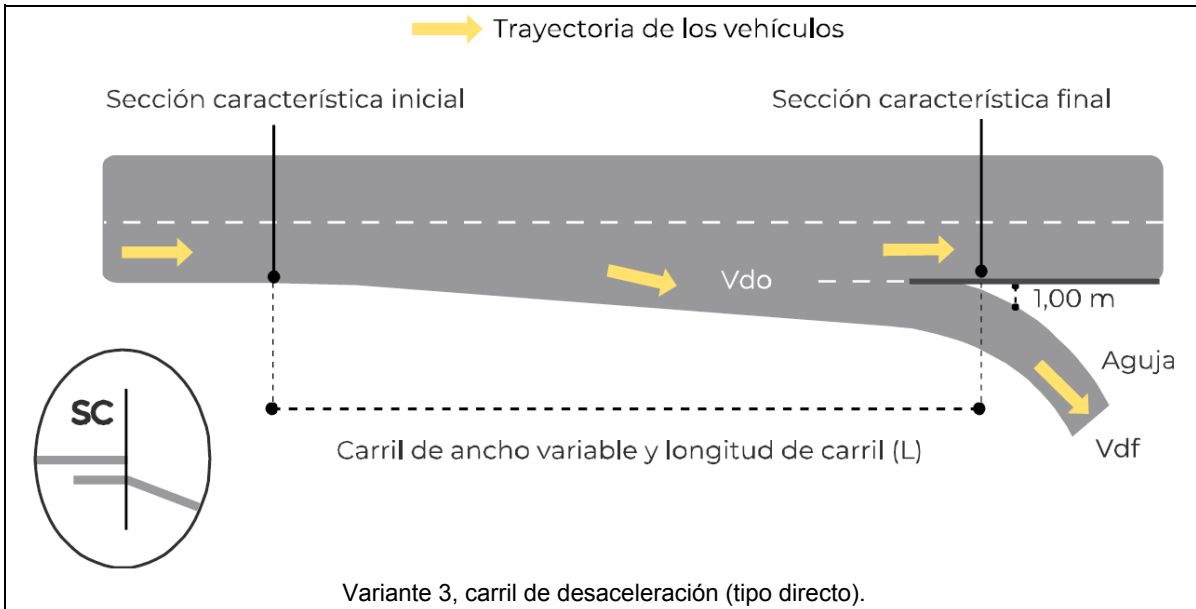 Trayectoria de los vehículos
Sección característica inicial
Sección característica final
Vdo
1,00 m
Aguja
SC
Carril de ancho variable y longitud de carril (L)
Vdf
Variante 3, carril de desaceleración (tipo directo).